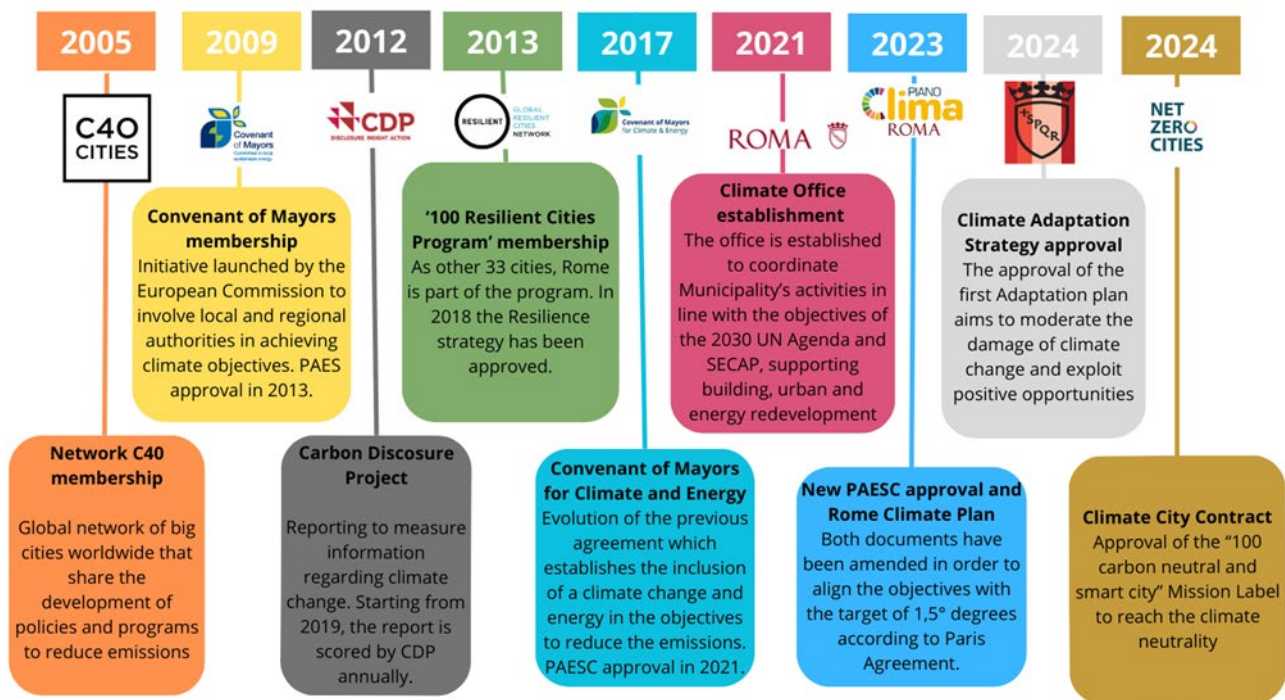 2005
2009
2012
2013
2017
2021
2023
2024
2024
C40
CITIES
Covenant
of Mayors
Committed to local
sustainable energy
CDP
DISCLOSURE INSIGHT ACTION
RESILIENT
GLOBAL
RESILIENT
CITIES
NETWORK
Covenant of Mayors
for Climate & Energy
ROMA
PIANO
Clima
ROMA
SPQR
NET
ZERO
CITIES
Convenant of Mayors
membership
Initiative launched by the
European Commission to
involve local and regional
authorities in achieving
climate objectives. PAES
approval in 2013.
‘100 Resilient Cities
Program’ membership
As other 33 cities, Rome
is part of the program. In
2018 the Resilience
strategy has been
approved.
Climate Office
establishment
The office is established
to coordinate
Municipality’s activities in
line with the objectives of
the 2030 UN Agenda and
SECAP, supporting
building, urban and
energy redevelopment
Climate Adaptation
Strategy approval
The approval of the
first Adaptation plan
aims to moderate the
damage of climate
change and exploit
positive opportunities
Network C40
membership
Global network of big
cities worldwide that
share the
development of
policies and programs
to reduce emissions
Carbon Discosure
Project
Reporting to measure
information
regarding climate
change. Starting from
2019, the report is
scored by CDP
annually.
Convenant of Mayors
for Climate and Energy
Evolution of the previous
agreement which
establishes the inclusion
of a climate change and
energy in the objectives
to reduce the emissions.
PAESC approval in 2021.
New PAESC approval and
Rome Climate Plan
Both documents have
been amended in order to
align the objectives with
the target of 1,5° degrees
according to Paris
Agreement.
Climate City Contract
Approval of the “100
carbon neutral and
smart city” Mission Label
to reach the climate
neutrality